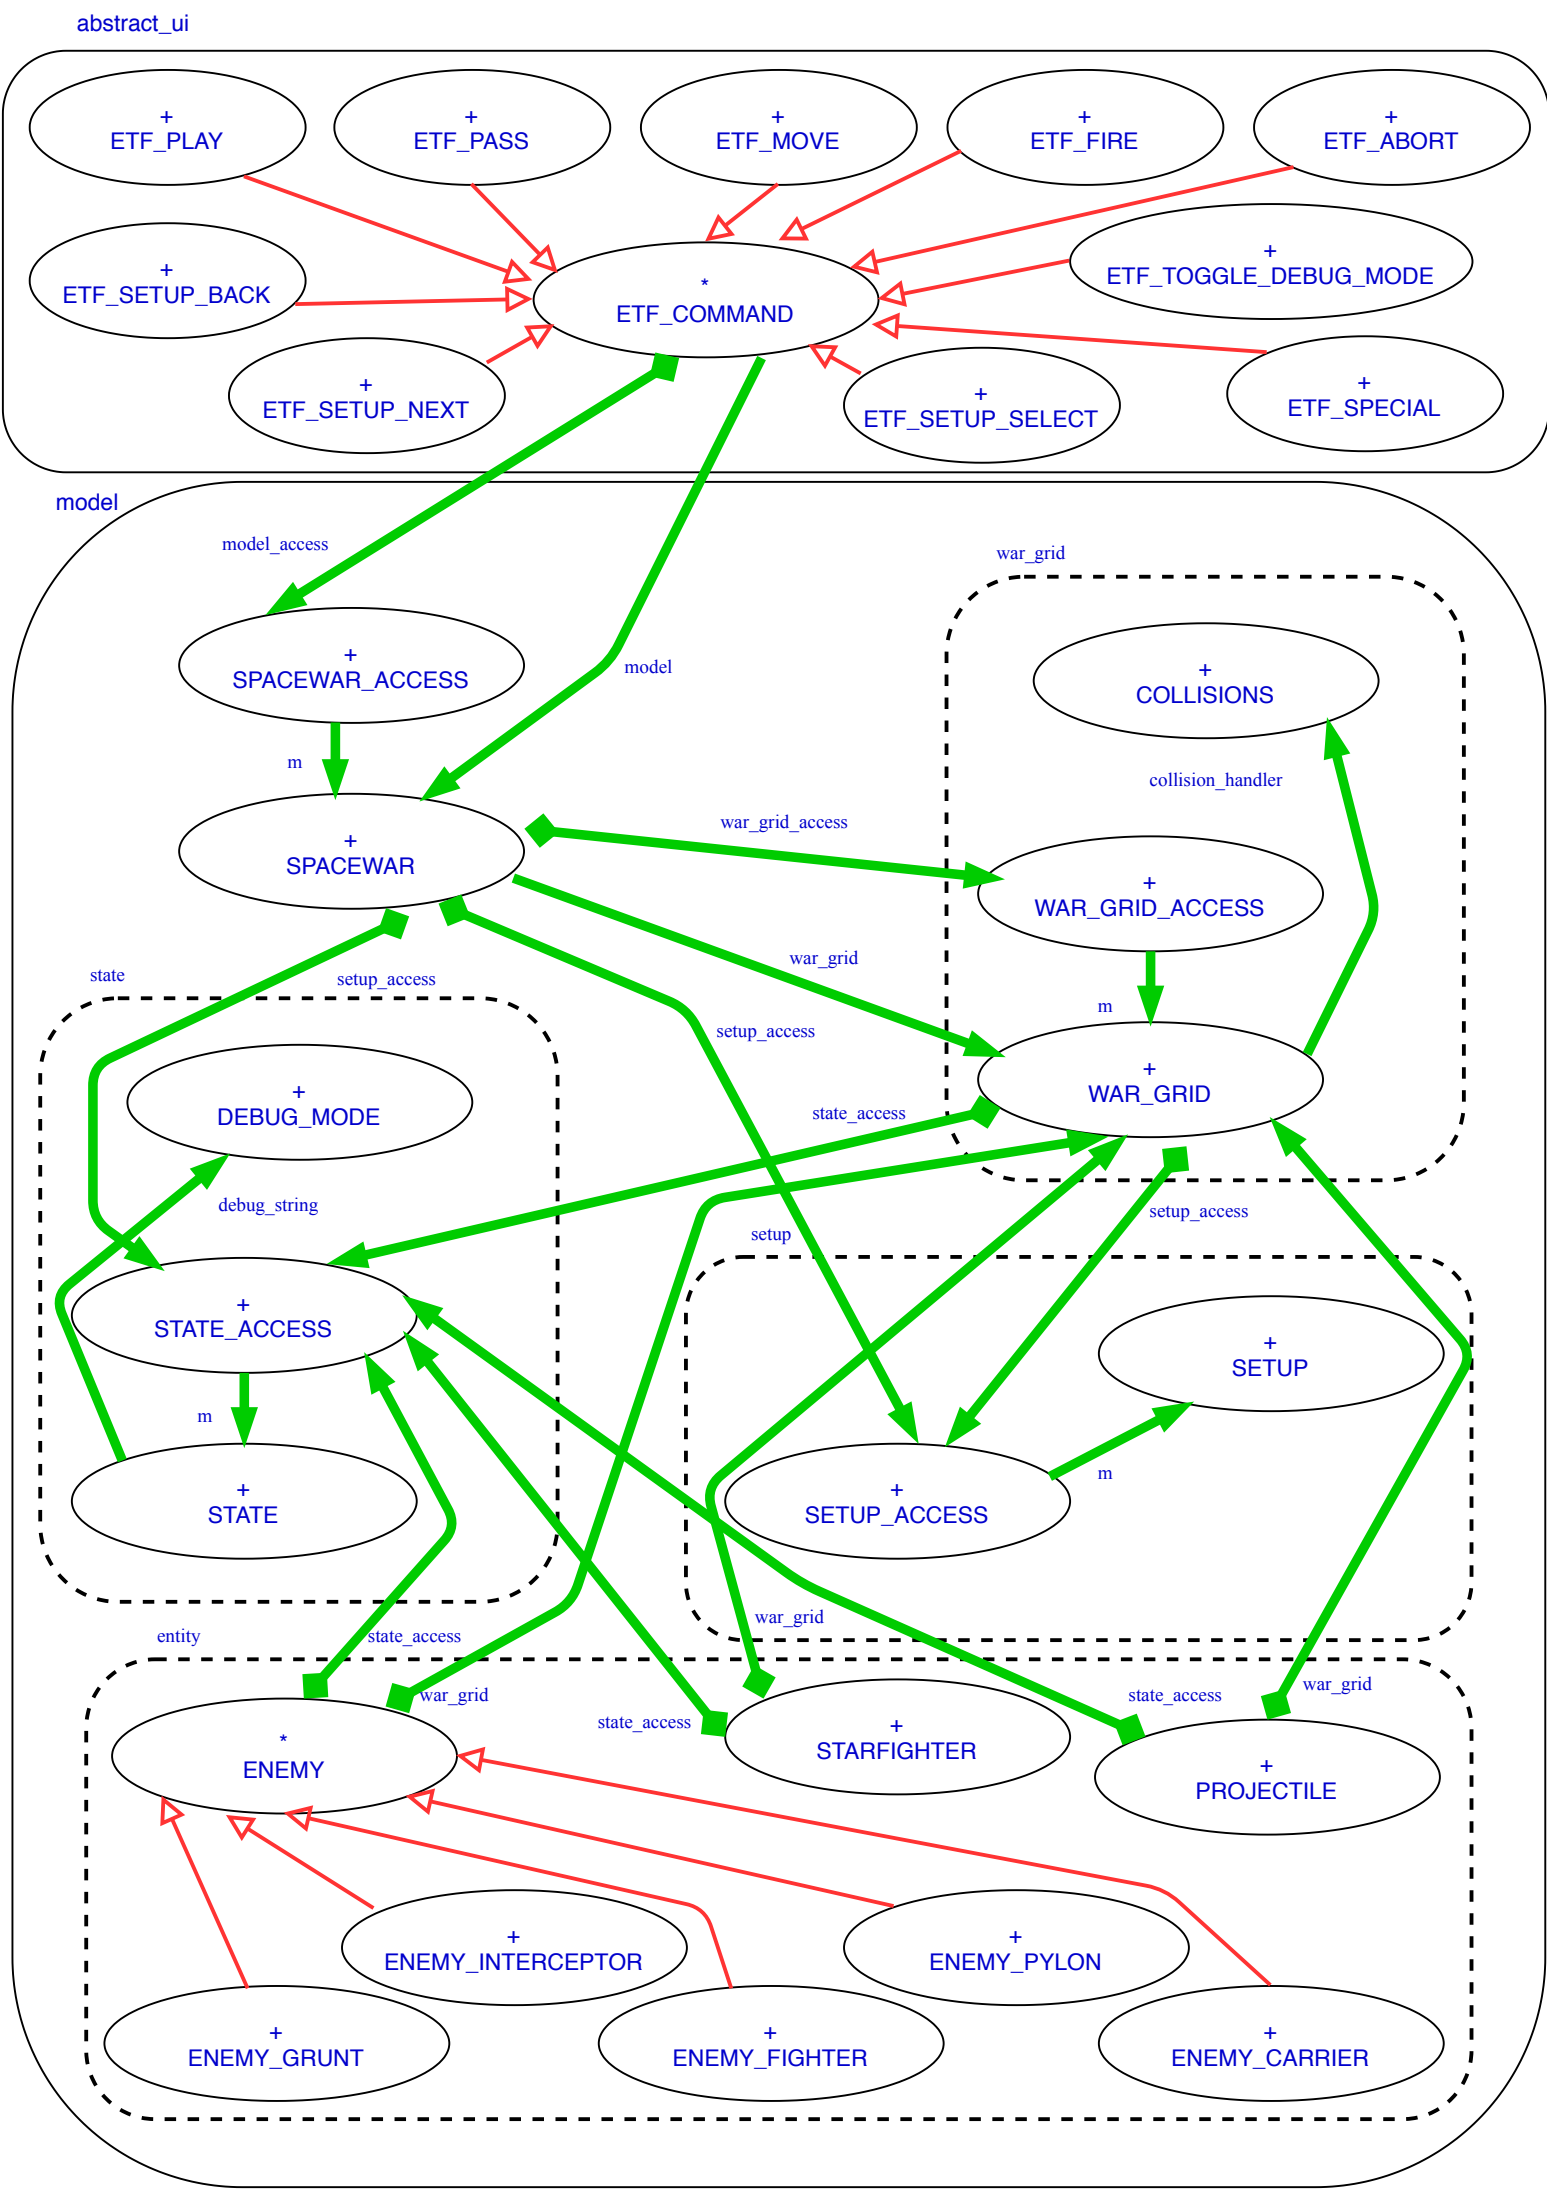 abstract_ui
+
ETF_PLAY
+
ETF_PASS
+
ETF_MOVE
+
ETF_FIRE
+
ETF_ABORT
+
ETF_SETUP_BACK
*
ETF_COMMAND
+
ETF_TOGGLE_DEBUG_MODE
+
ETF_SETUP_NEXT
+
ETF_SETUP_SELECT
+
ETF_SPECIAL
model
model_access
war_grid
+
SPACEWAR_ACCESS
model
+
COLLISIONS
m
collision_handler
+
SPACEWAR
war_grid_access
+
WAR_GRID_ACCESS
war_grid
state
setup_access
m
setup_access
+
DEBUG_MODE
+
WAR_GRID
state_access
debug_string
setup_access
setup
+
STATE_ACCESS
+
SETUP
m
m
+
STATE
+
SETUP_ACCESS
war_grid
entity
state_access
war_grid
state_access
state_access
war_grid
*
ENEMY
+
STARFIGHTER
+
PROJECTILE
+
ENEMY_INTERCEPTOR
+
ENEMY_PYLON
+
ENEMY_GRUNT
+
ENEMY_FIGHTER
+
ENEMY_CARRIER